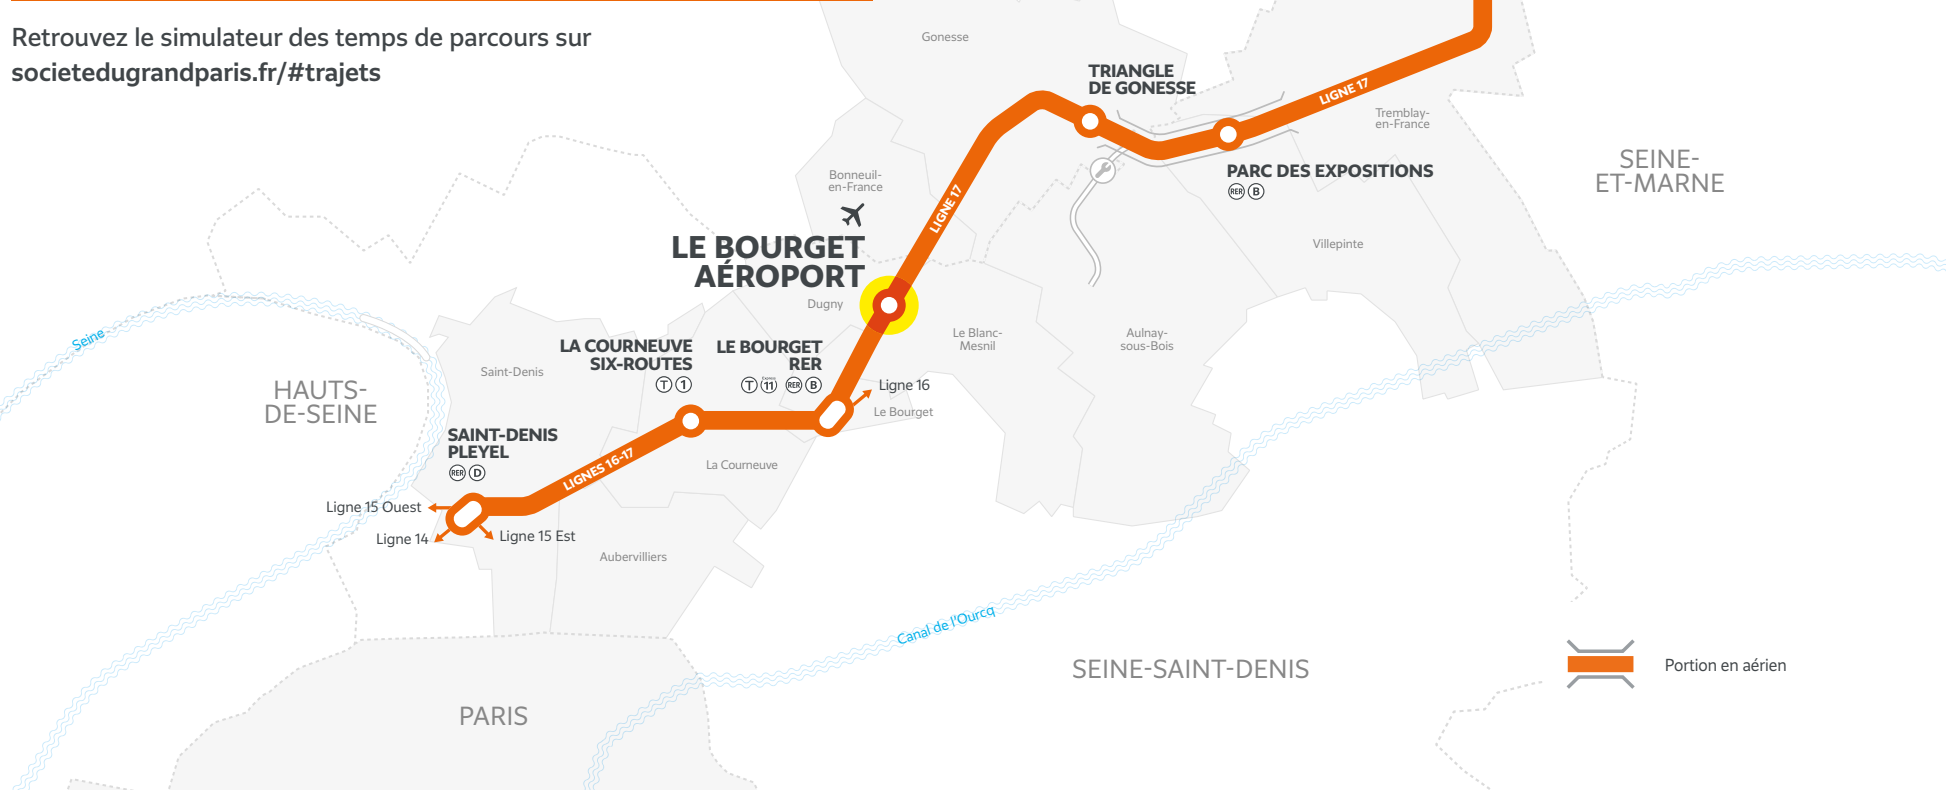 Retrouvez le simulateur des temps de parcours sur
societedugrandparis.fr/#trajets
Gonesse
TRIANGLE
DE GONESSE
LIGNE 17
Tremblay-
en-France
SEINE-
ET-MARNE
PARC DES EXPOSITIONS
RER B
Bonneuil-
en-France
LIGNE 17
Villepinte
LE BOURGET
AÉROPORT
Dugny
Seine
Le Blanc-
Mesnil
Aulnay-
sous-Bois
LA COURNEUVE
SIX-ROUTES
T 1
LE BOURGET
RER
T Express 11 RER B
Saint-Denis
Ligne 16
Le Bourget
HAUTS-
DE-SEINE
SAINT-DENIS
PLEYEL
RER D
LIGNES 16-17
La Courneuve
Ligne 15 Ouest
Ligne 14
Ligne 15 Est
Aubervilliers
Canal de l'Ourcq
SEINE-SAINT-DENIS
Portion en aérien
PARIS